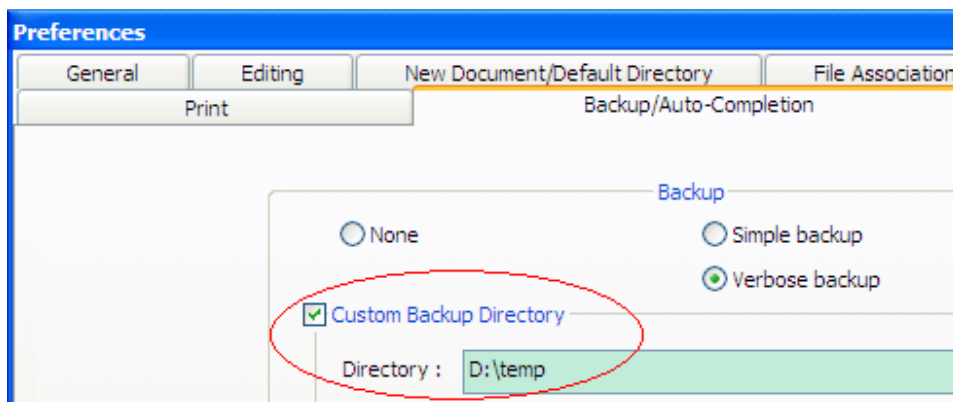 Preferences
General Editing New Document/Default Directory File Association
Print Backup/Auto-Completion
Backup
None Simple backup
Verbose backup
Custom Backup Directory
Directory : D:\temp